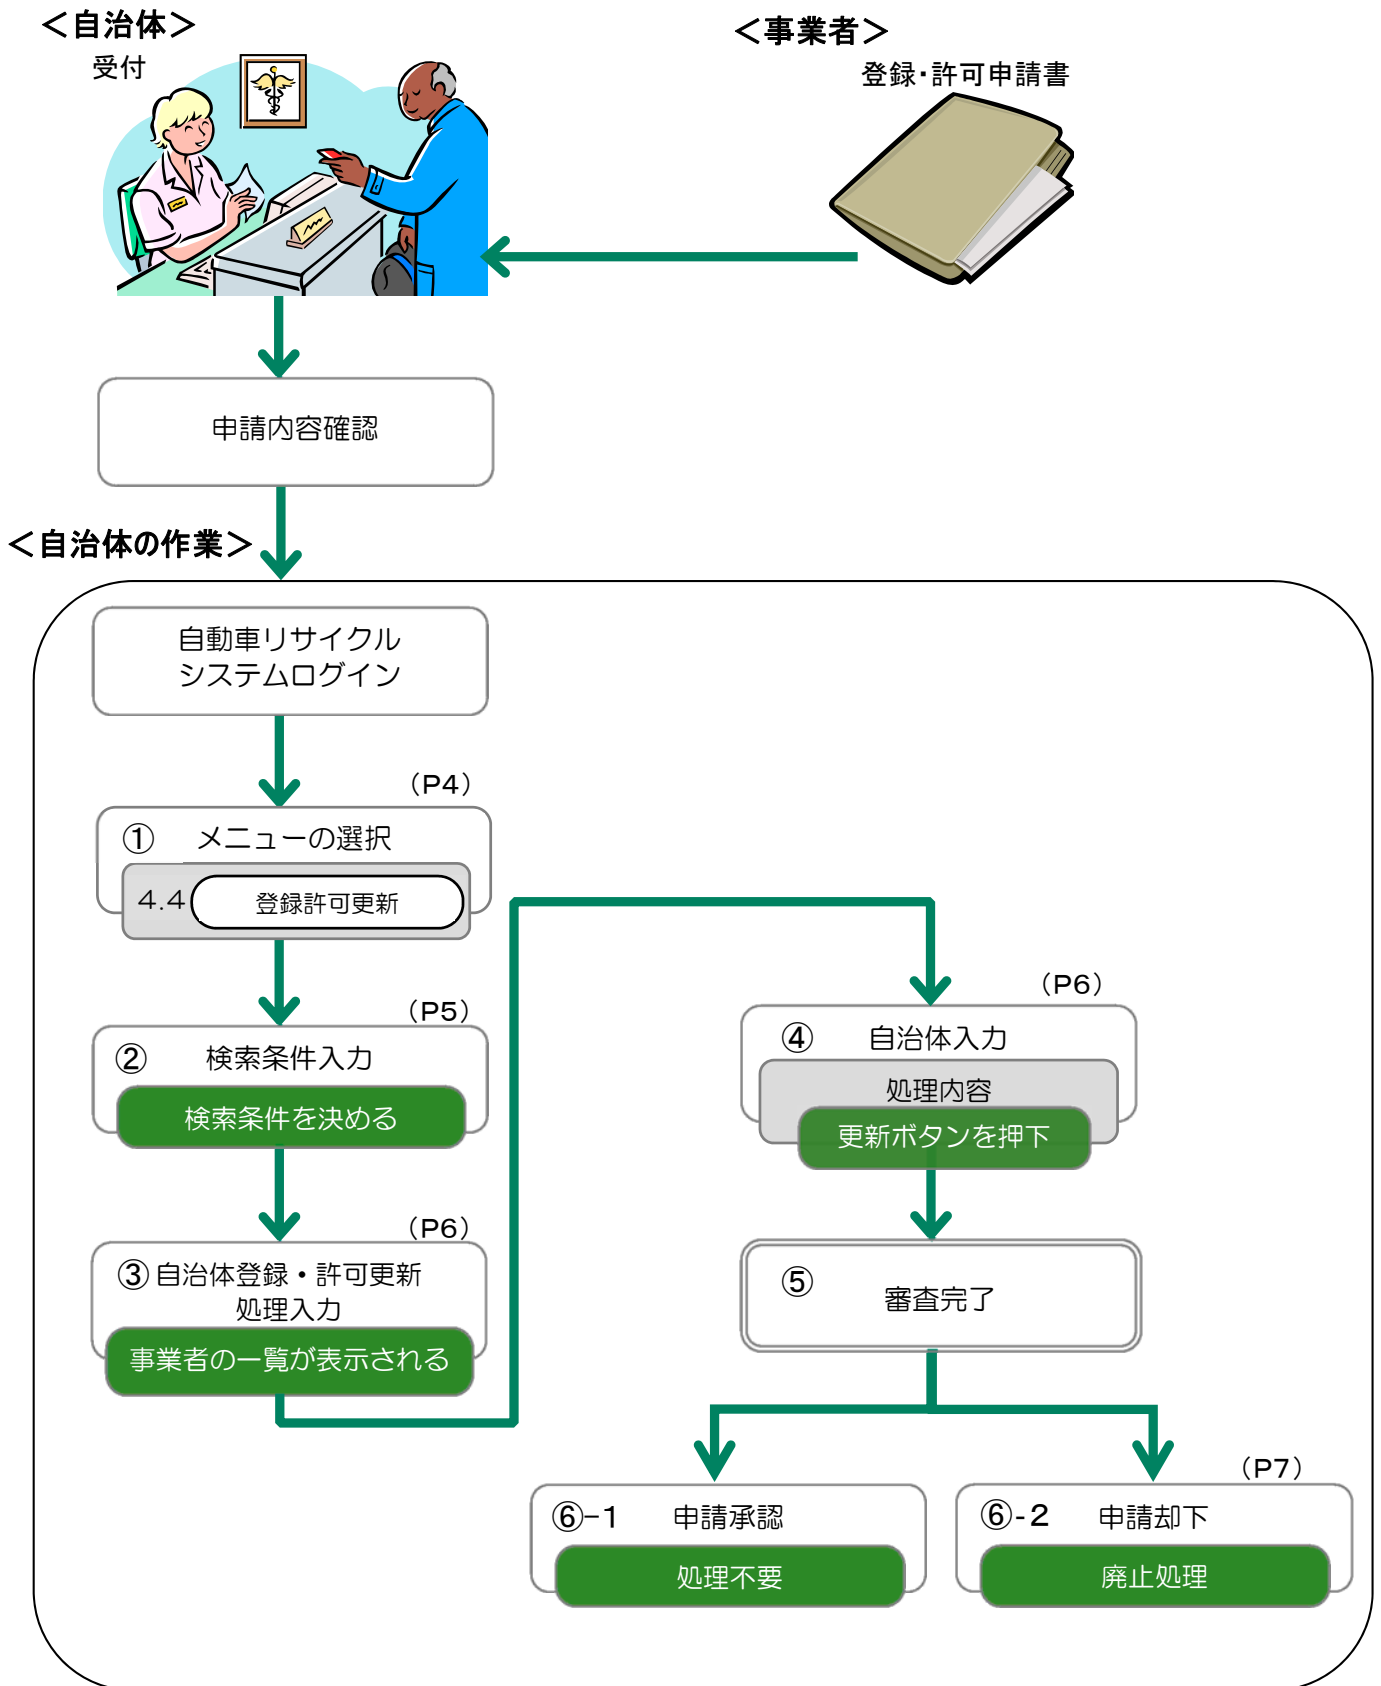 ＜自治体＞
受付
＜事業者＞
登録・許可申請書
申請内容確認
＜自治体の作業＞
自動車リサイクル
システムログイン
（P4）
① メニューの選択
4.4 登録許可更新
（P5）
② 検索条件入力
検索条件を決める
（P6）
③自治体登録・許可更新
処理入力
事業者の一覧が表示される
（P6）
④ 自治体入力
処理内容
更新ボタンを押下
⑤ 審査完了
⑥-1 申請承認
処理不要
（P7）
⑥-2 申請却下
廃止処理